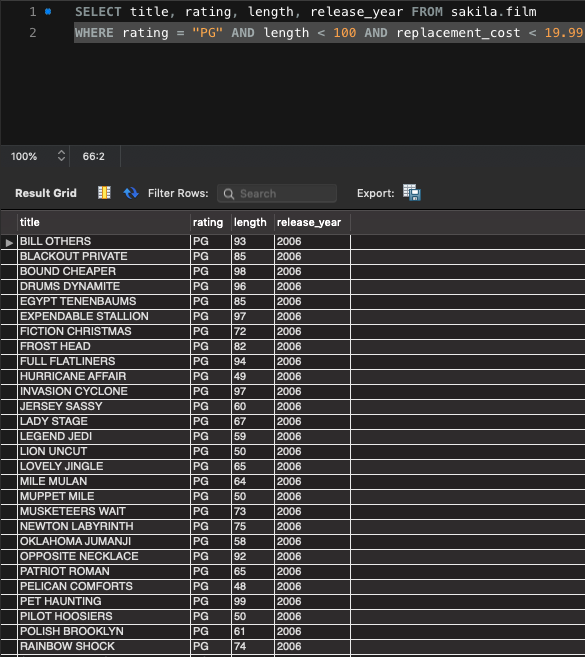 1 SELECT title, rating, length, release_year FROM sakila.film
2 WHERE rating = "PG" AND length < 100 AND replacement_cost < 19.99
100% 66:2
Result Grid Filter Rows: Search Export:
title rating length release_year
BILL OTHERS PG 93 2006
BLACKOUT PRIVATE PG 85 2006
BOUND CHEAPER PG 98 2006
DRUMS DYNAMITE PG 96 2006
EGYPT TENENBAUMS PG 85 2006
EXPENDABLE STALLION PG 97 2006
FICTION CHRISTMAS PG 72 2006
FROST HEAD PG 82 2006
FULL FLATLINERS PG 94 2006
HURRICANE AFFAIR PG 49 2006
INVASION CYCLONE PG 97 2006
JERSEY SASSY PG 60 2006
LADY STAGE PG 67 2006
LEGEND JEDI PG 59 2006
LION UNCUT PG 50 2006
LOVELY JINGLE PG 65 2006
MILE MULAN PG 64 2006
MUPPET MILE PG 50 2006
MUSKETEERS WAIT PG 73 2006
NEWTON LABYRINTH PG 75 2006
OKLAHOMA JUMANJI PG 58 2006
OPPOSITE NECKLACE PG 92 2006
PATRIOT ROMAN PG 65 2006
PELICAN COMFORTS PG 48 2006
PET HAUNTING PG 99 2006
PILOT HOOSIERS PG 50 2006
POLISH BROOKLYN PG 61 2006
RAINBOW SHOCK PG 74 2006